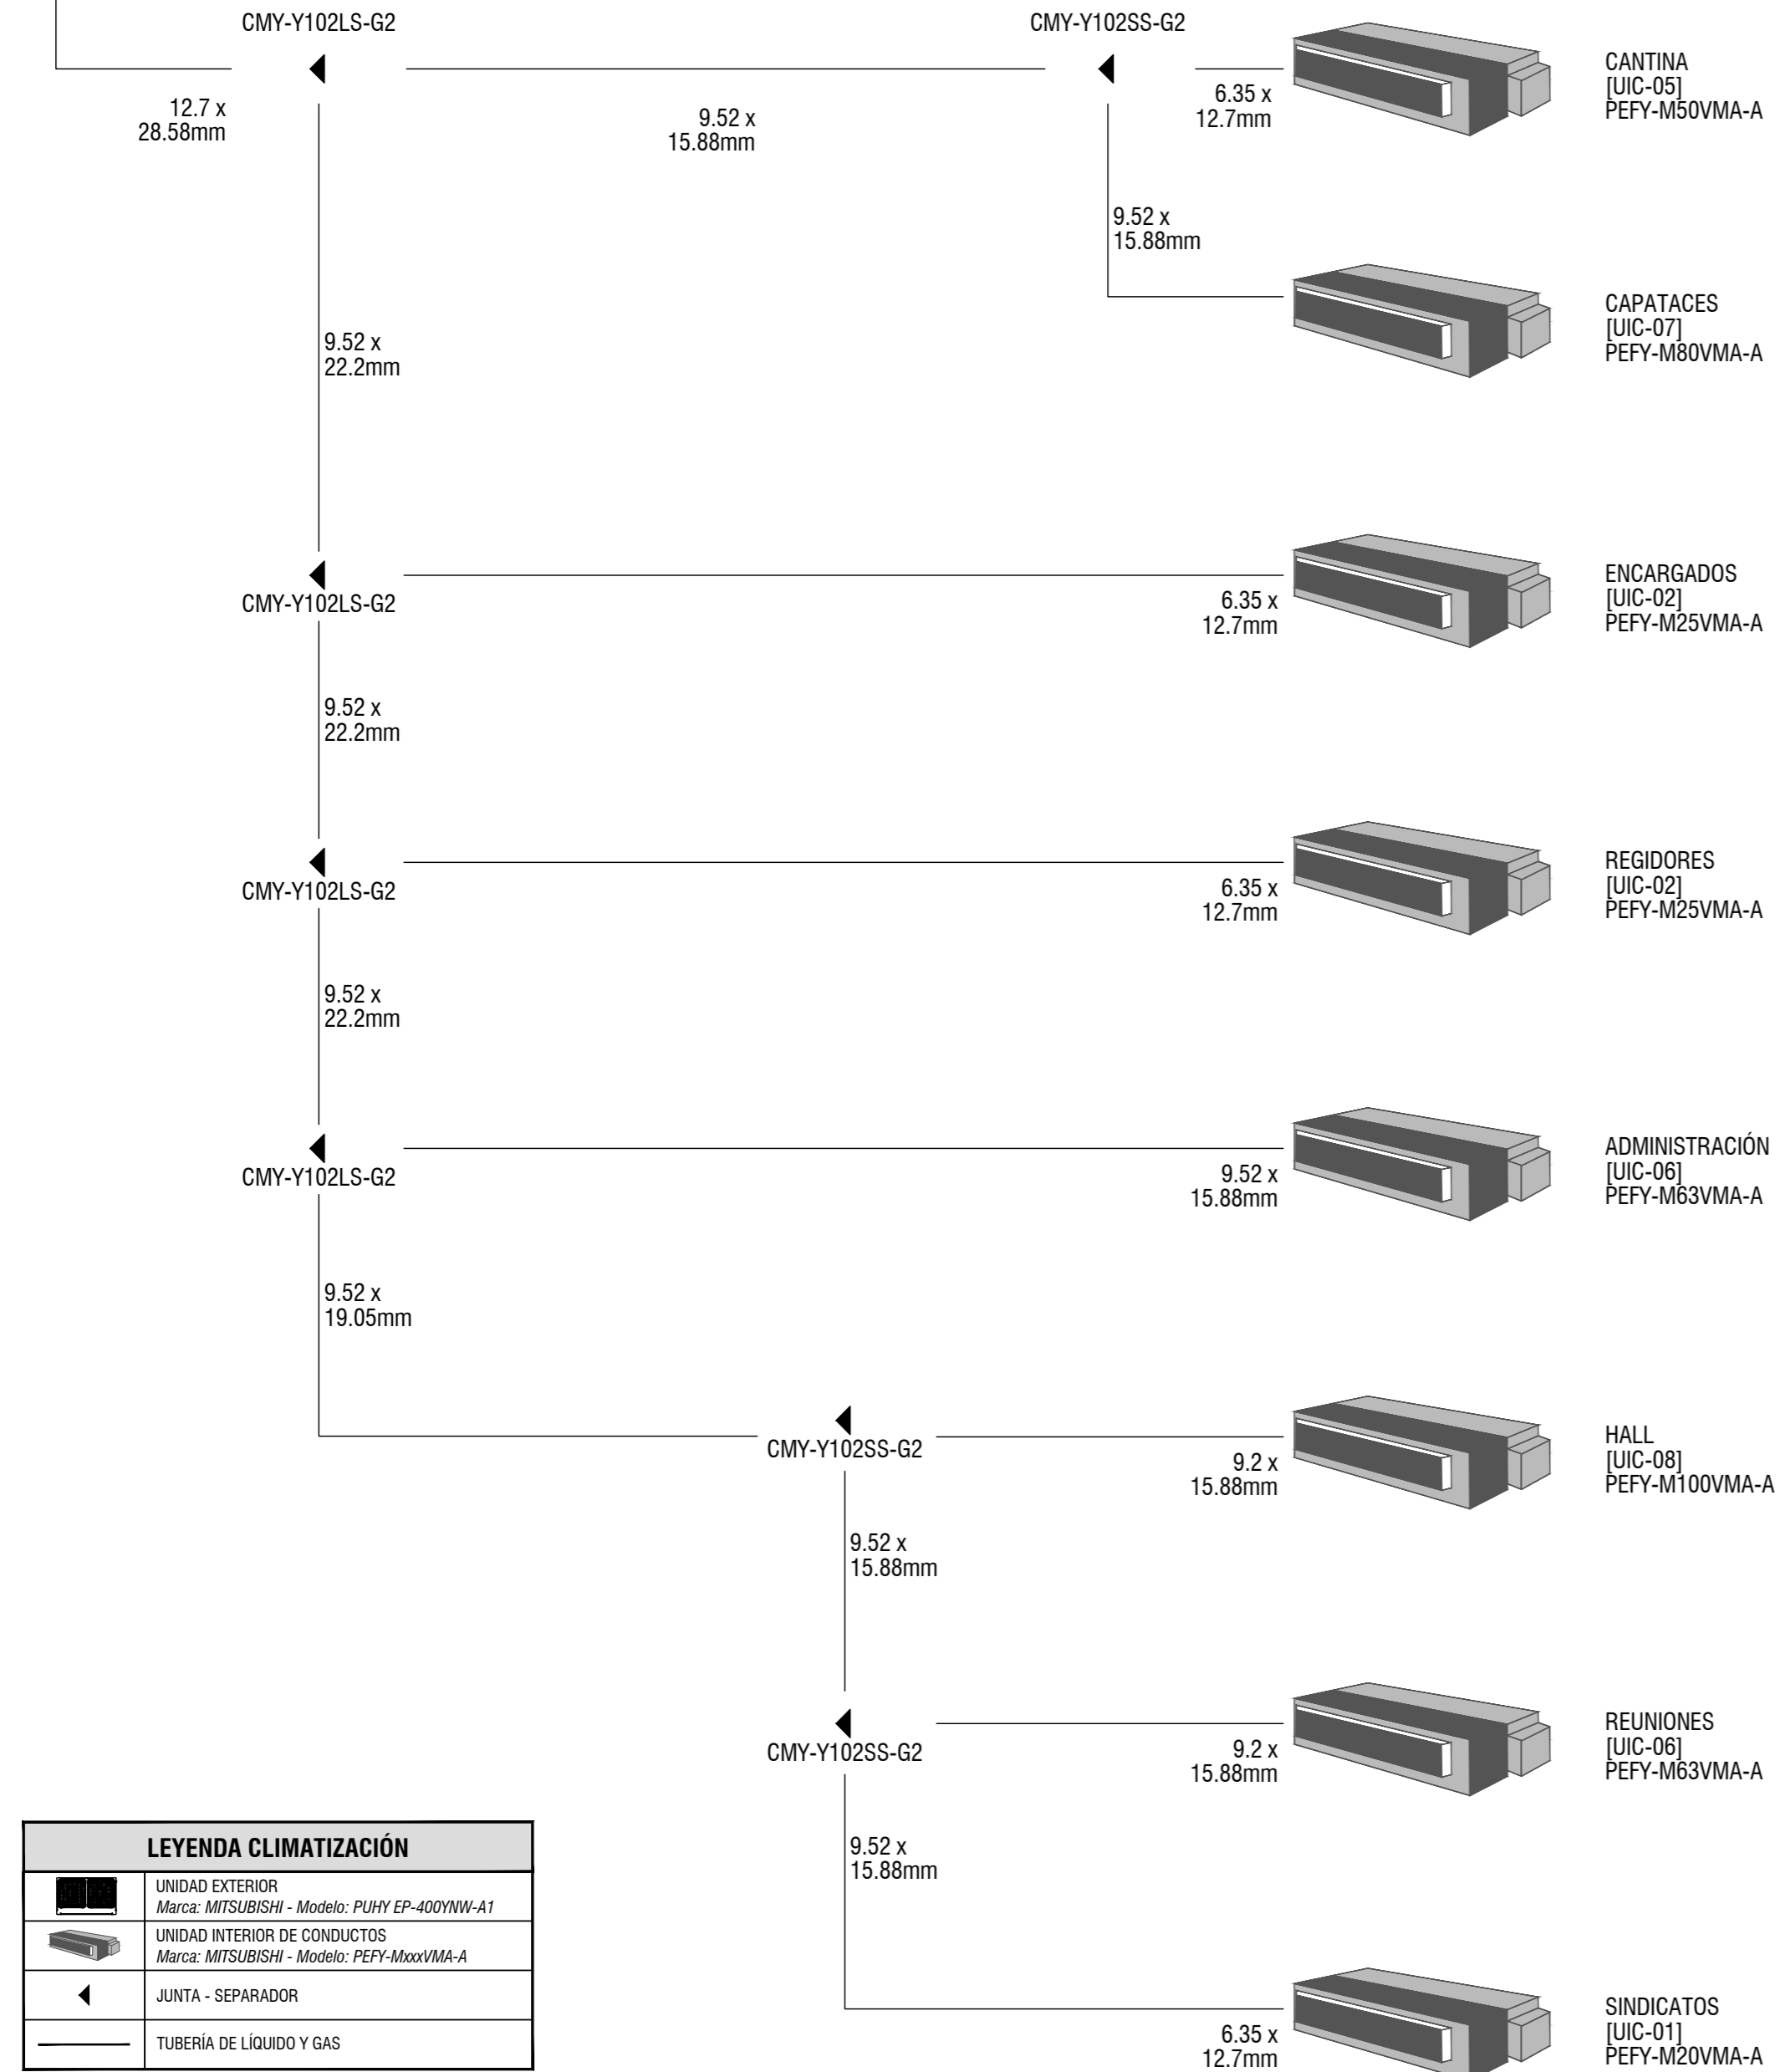 CMY-Y102LS-G2
CMY-Y102SS-G2
CANTINA
[UIC-05]
PEFY-M50VMA-A
12.7 x
28.58mm
9.52 x
15.88mm
6.35 x
12.7mm
9.52 x
15.88mm
CAPATACES
[UIC-07]
PEFY-M80VMA-A
9.52 x
22.2mm
CMY-Y102LS-G2
6.35 x
12.7mm
ENCARGADOS
[UIC-02]
PEFY-M25VMA-A
9.52 x
22.2mm
CMY-Y102LS-G2
6.35 x
12.7mm
REGIDORES
[UIC-02]
PEFY-M25VMA-A
9.52 x
22.2mm
CMY-Y102LS-G2
9.52 x
15.88mm
ADMINISTRACIÓN
[UIC-06]
PEFY-M63VMA-A
9.52 x
19.05mm
CMY-Y102SS-G2
9.2 x
15.88mm
HALL
[UIC-08]
PEFY-M100VMA-A
9.52 x
15.88mm
CMY-Y102SS-G2
9.2 x
15.88mm
REUNIONES
[UIC-06]
PEFY-M63VMA-A
9.52 x
15.88mm
6.35 x
12.7mm
SINDICATOS
[UIC-01]
PEFY-M20VMA-A
LEYENDA CLIMATIZACIÓN
UNIDAD EXTERIOR
Marca: MITSUBISHI - Modelo: PUHY EP-400YNW-A1
UNIDAD INTERIOR DE CONDUCTOS
Marca: MITSUBISHI - Modelo: PEFY-MxxxVMA-A
JUNTA - SEPARADOR
TUBERÍA DE LÍQUIDO Y GAS